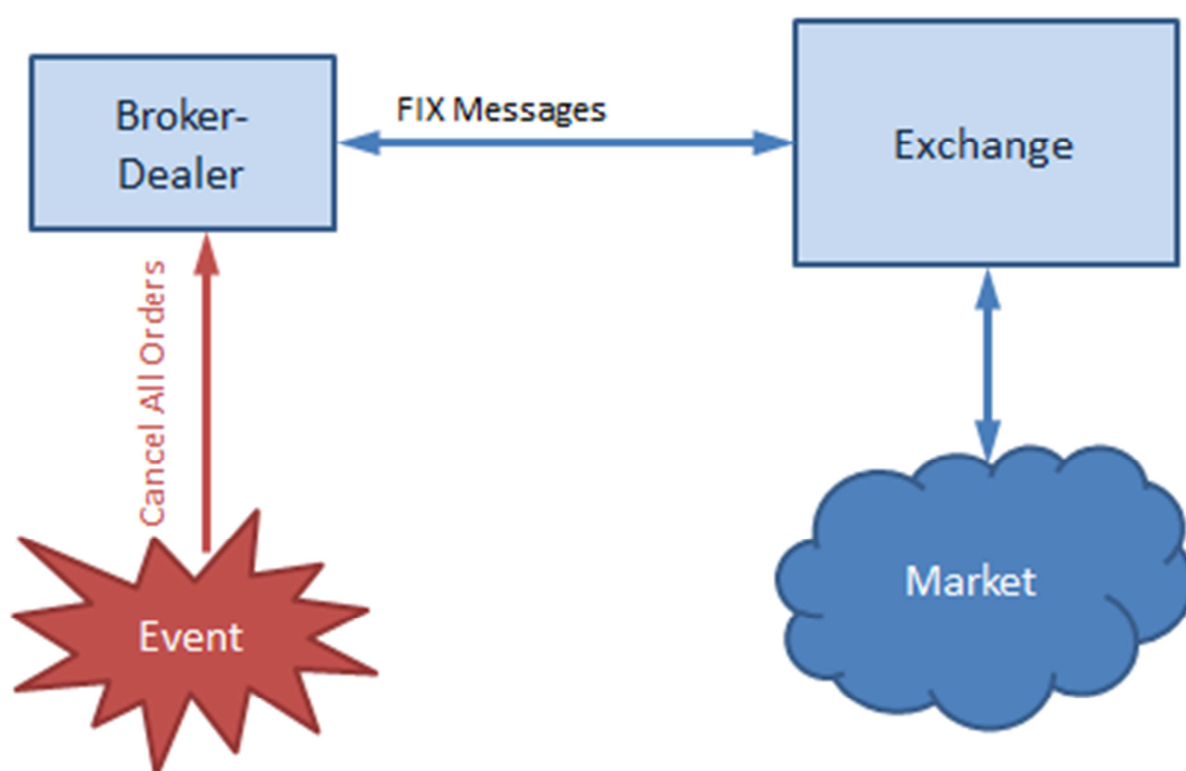 Broker-
Dealer
FIX Messages
Exchange
Cancel All Orders
Event
Market